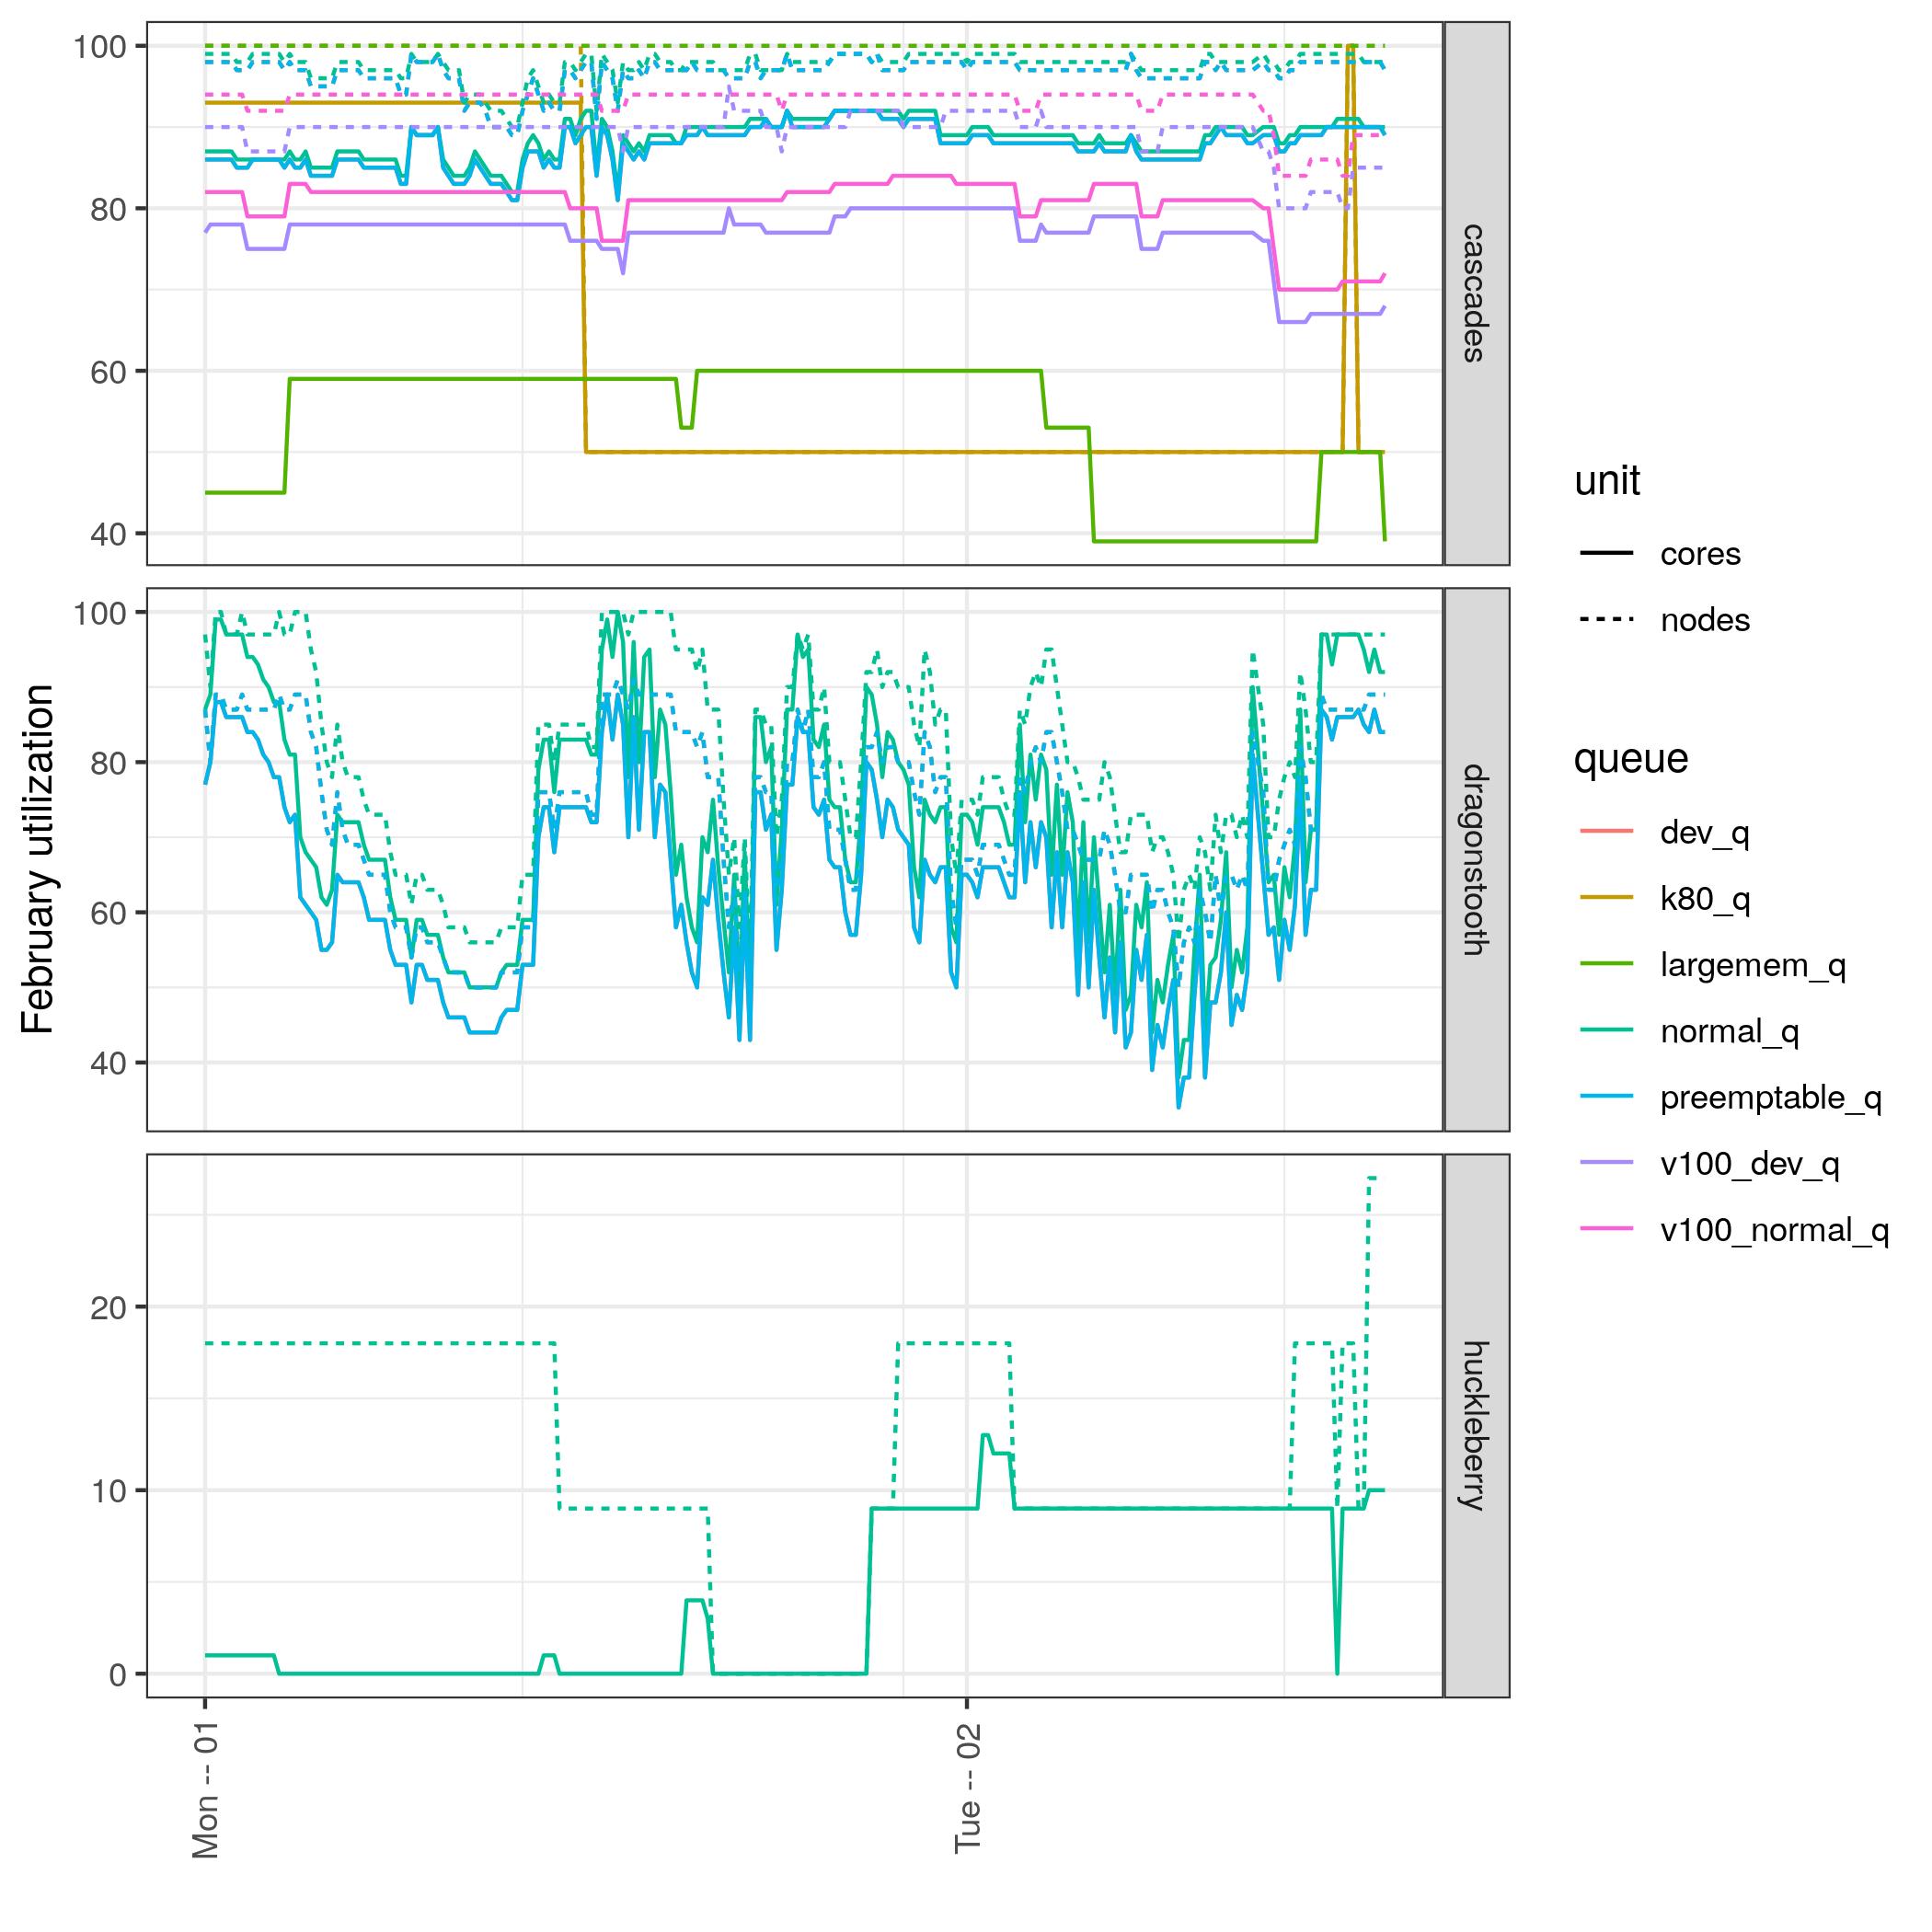 February utilization
100
80
60
40
cascades
100
80
60
40
dragonstooth
20
10
0
huckleberry
Mon -- 01
Tue -- 02
unit
cores
nodes
queue
dev_q
k80_q
largemem_q
normal_q
preemptable_q
v100_dev_q
v100_normal_q